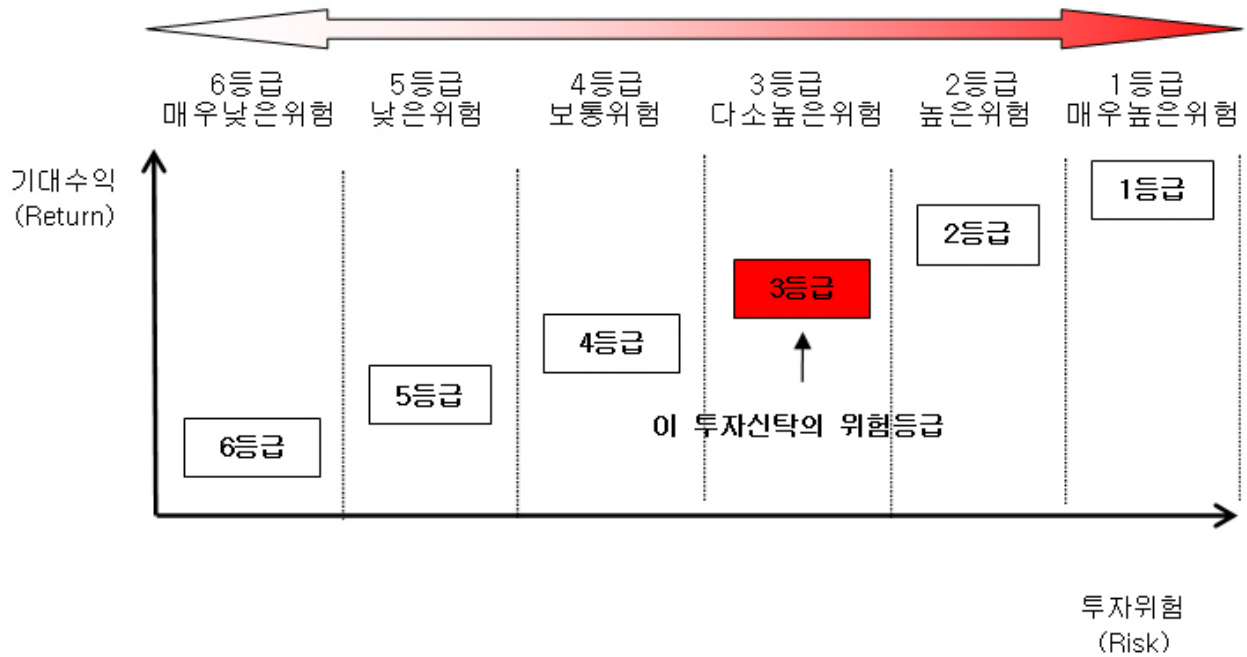 6등급 5등급 4등급 3등급 2등급 1등급
매우낮은위험 낮은위험 보통위험 다소높은위험 높은위험 매우높은위험
기대수익
(Return)
1등급
2등급
3등급
4등급
5등급
이 투자신탁의 위험등급
6등급
투자위험
(Risk)